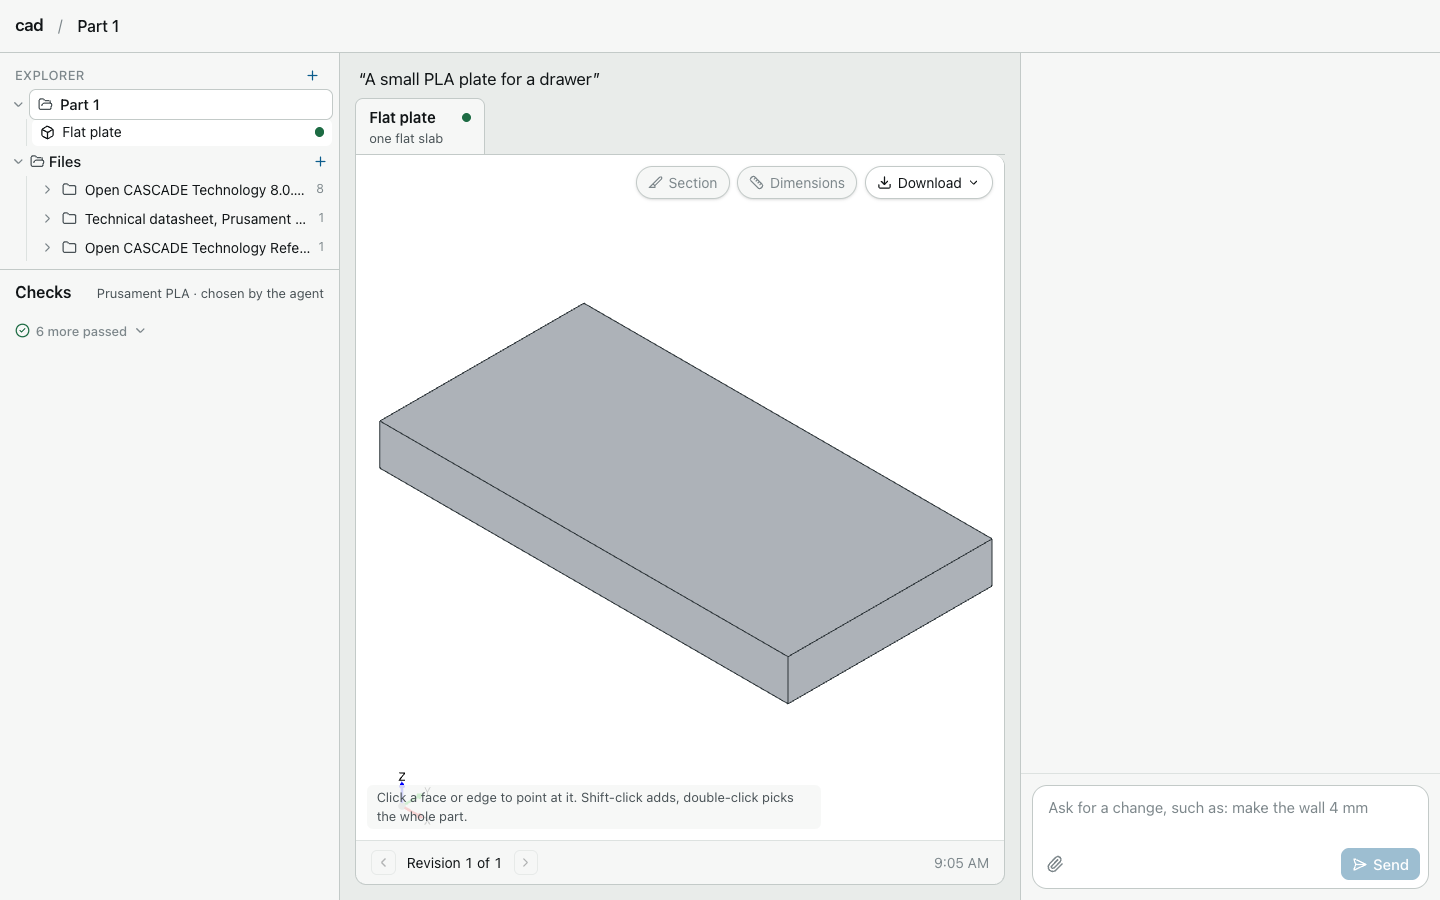 cad / Part 1
EXPLORER
Part 1
Flat plate
Files
Open CASCADE Technology 8.0.... 8
Technical datasheet, Prusament ... 1
Open CASCADE Technology Refe... 1
Checks Prusament PLA · chosen by the agent
6 more passed
“A small PLA plate for a drawer”
Flat plate
one flat slab
Section Dimensions Download
Z
Click a face or edge to point at it. Shift-click adds, double-click picks
the whole part.
Revision 1 of 1 9:05 AM
Ask for a change, such as: make the wall 4 mm
Send